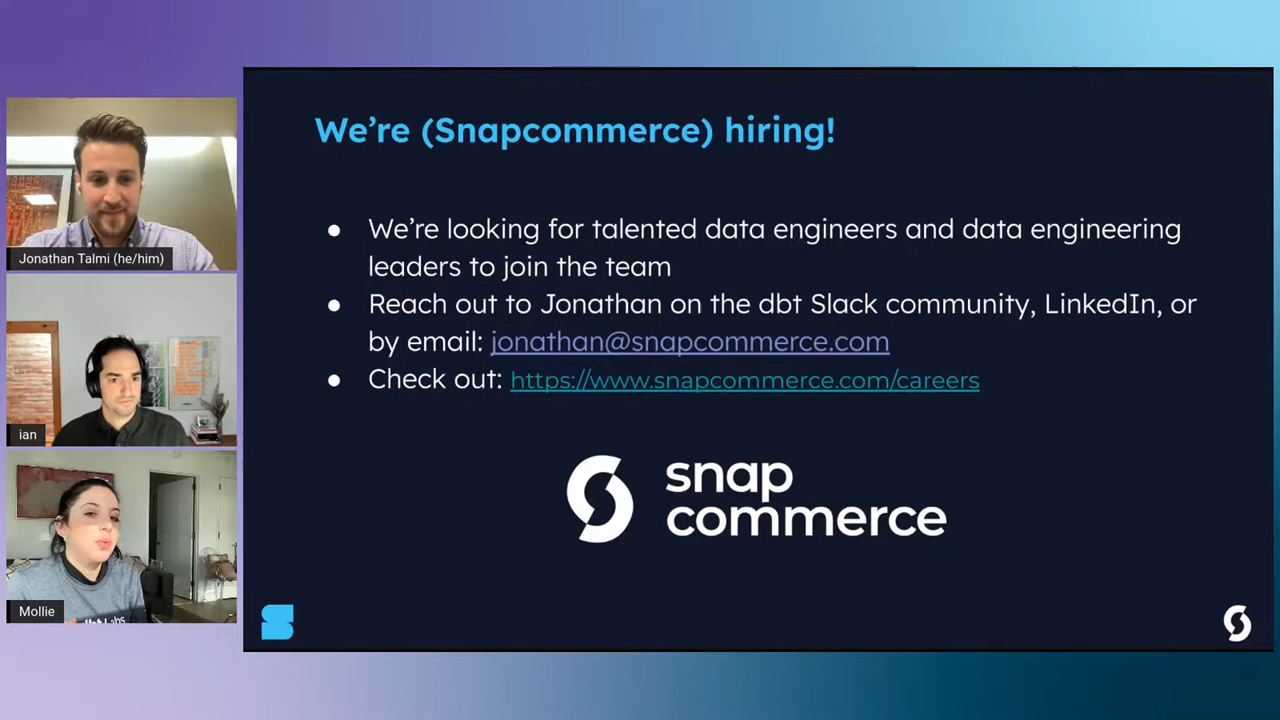 We're (Snapcommerce) hiring!
● We're looking for talented data engineers and data engineering
leaders to join the team
● Reach out to Jonathan on the dbt Slack community, LinkedIn, or
by email: jonathan@snapcommerce.com
● Check out: https://www.snapcommerce.com/careers
snap
commerce
Jonathan Talmi (he/him)
ian
Mollie
Labs